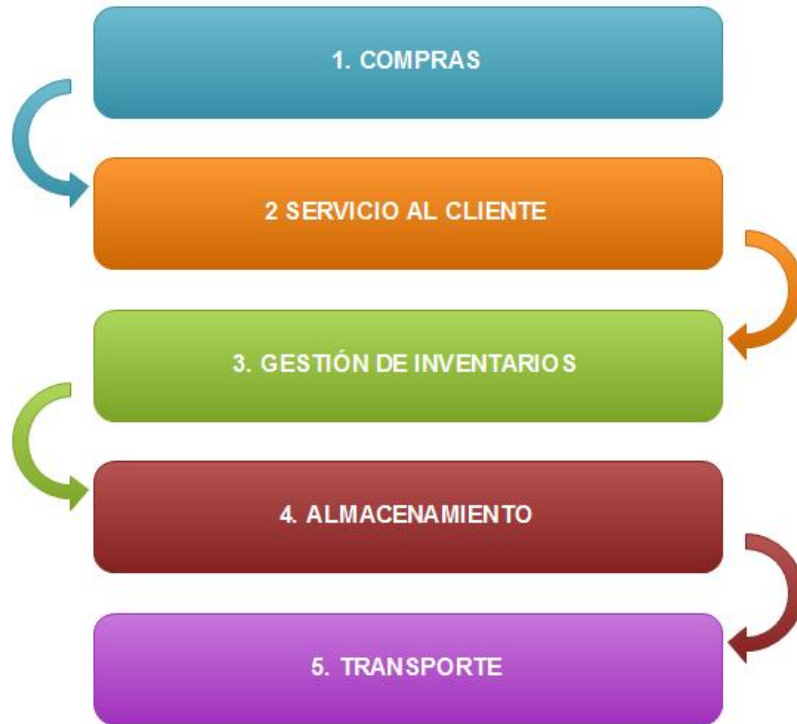 1. COMPRAS
2 SERVICIO AL CLIENTE
3. GESTIÓN DE INVENTARIOS
4. ALMACENAMIENTO
5. TRANSPORTE